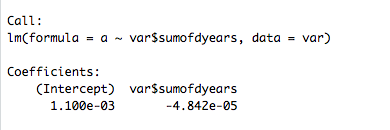 Call:
lm(formula = a ~ var$sumofdyears, data = var)
Coefficients:
(Intercept) var$sumofdyears
1.100e-03 -4.842e-05